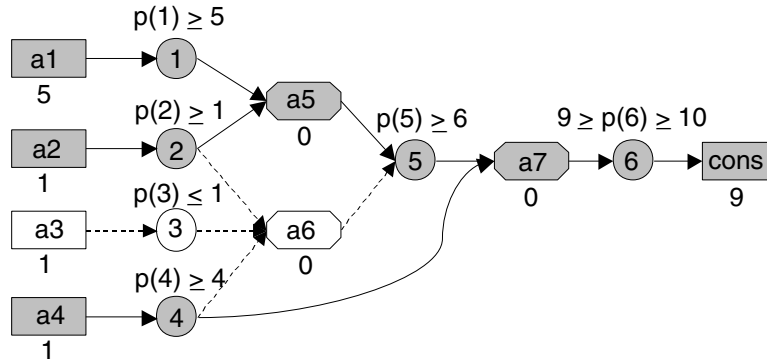 p(1) ≥ 5
a1
1
5
a5
p(2) ≥ 1
0
p(5) ≥ 6
9 ≥ p(6) ≥ 10
a2
2
5
a7
6
cons
1
0
9
p(3) ≤ 1
a3
3
a6
1
0
p(4) ≥ 4
a4
4
1